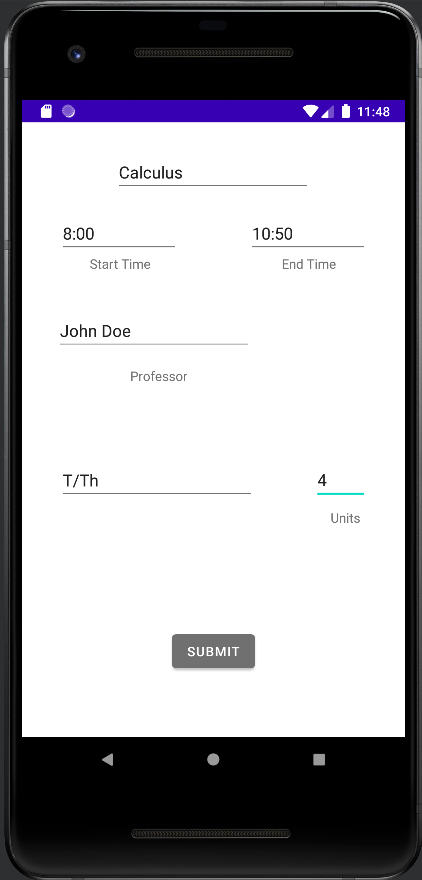 11:48
Calculus
8:00 10:50
Start Time End Time
John Doe
Professor
T/Th 4
Units
SUBMIT